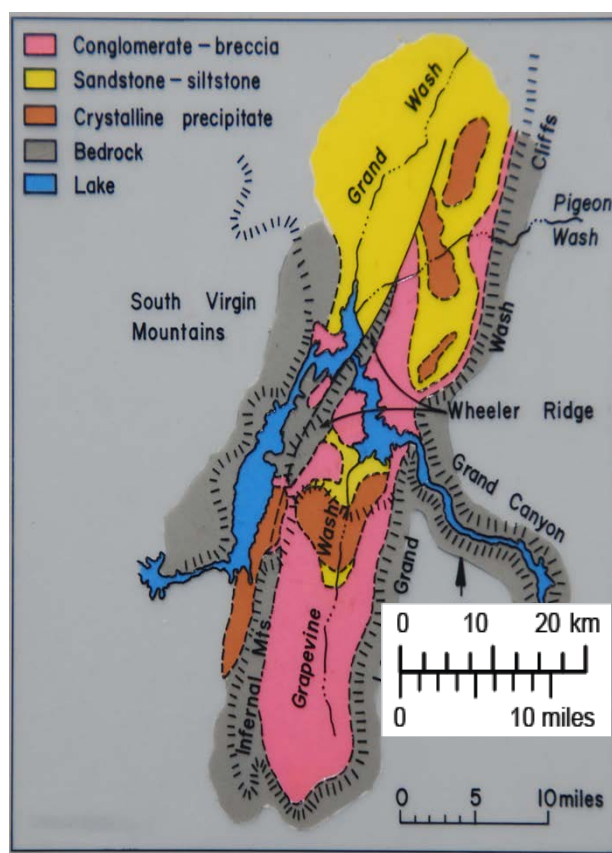 Conglomerate – breccia
Sandstone – siltstone
Crystalline precipitate
Bedrock
Lake
Grand Wash
Cliffs
Pigeon
Wash
South Virgin
Mountains
Wash
Wheeler Ridge
Grand Canyon
Grand
Grapevine Wash
Infernal Mts.
0 10 20 km
0 10 miles
0 5 10 miles